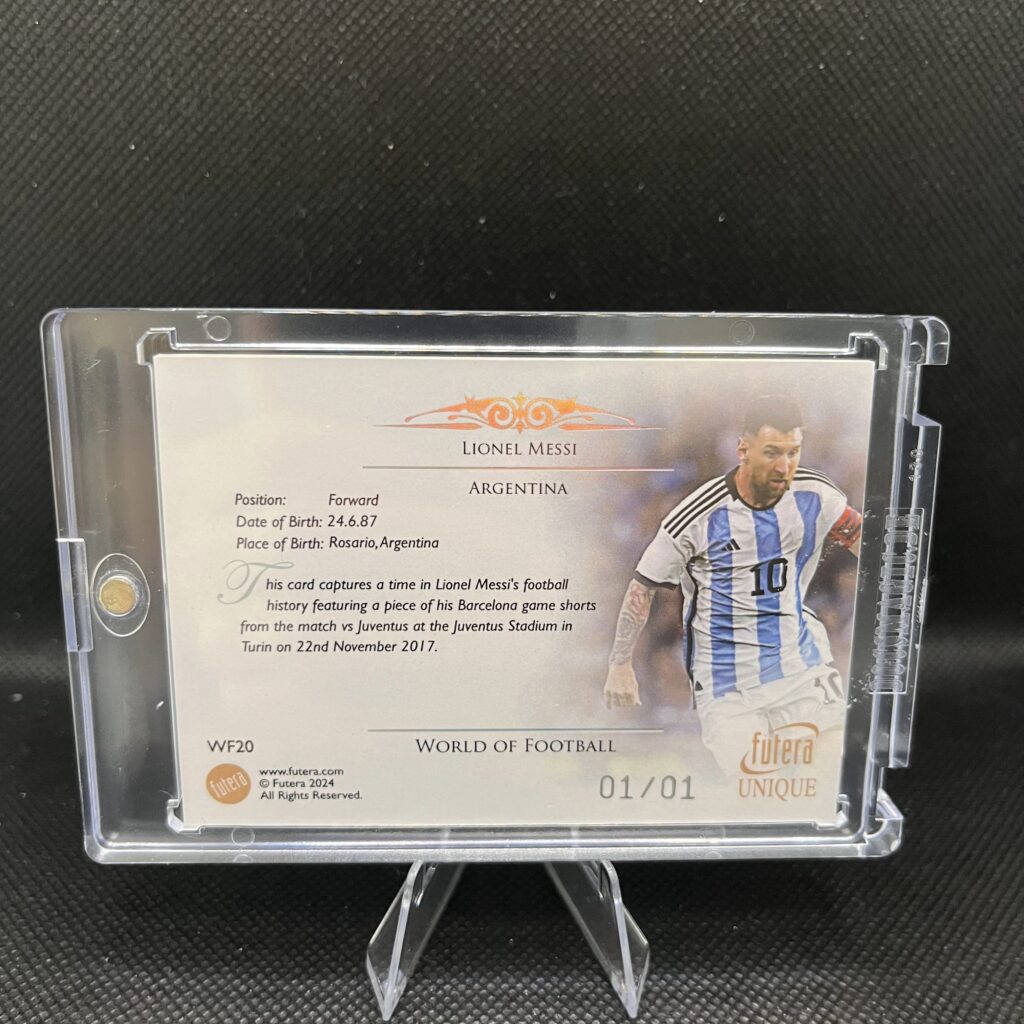 LIONEL MESSI
ARGENTINA
Position: Forward
Date of Birth: 24.6.87
Place of Birth: Rosario, Argentina
This card captures a time in Lionel Messi's football
history featuring a piece of his Barcelona game shorts
from the match vs Juventus at the Juventus Stadium in
Turin on 22nd November 2017.
10
10
WF20
WORLD OF FOOTBALL
futera
www.futera.com
© Futera 2024
All Rights Reserved.
01/01
futera
UNIQUE